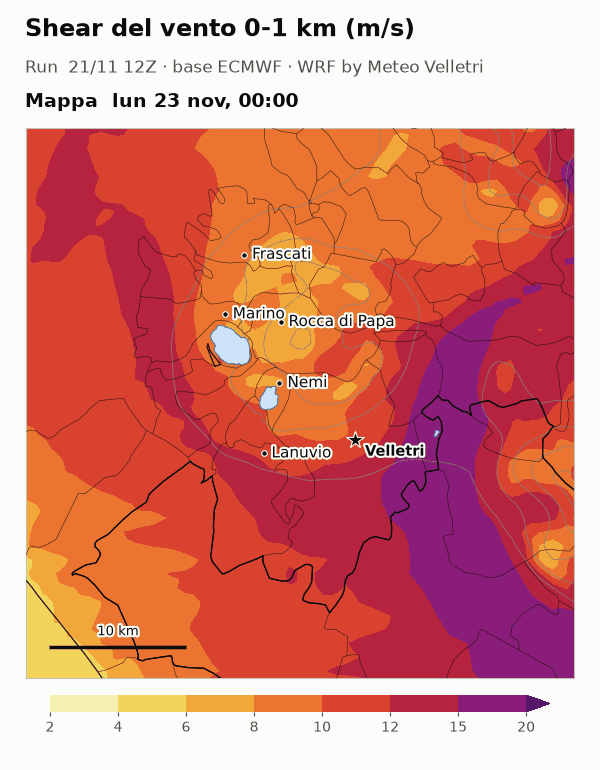 Shear del vento 0-1 km (m/s)
Run  21/11 12Z · base ECMWF · WRF by Meteo Velletri
Mappa  lun 23 nov, 00:00
Frascati
Marino
Rocca di Papa
Nemi
Velletri
Lanuvio
10 km
2 4 6 8 10 12 15 20